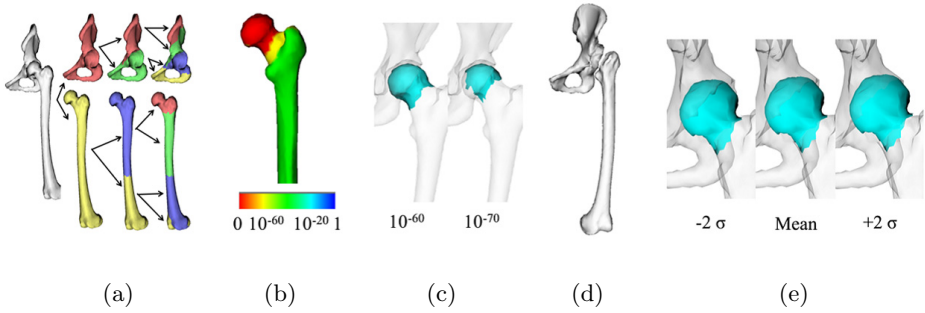 0 10-60 10-20 1
10-60 10-70
-2 σ Mean +2 σ
(a) (b) (c) (d) (e)